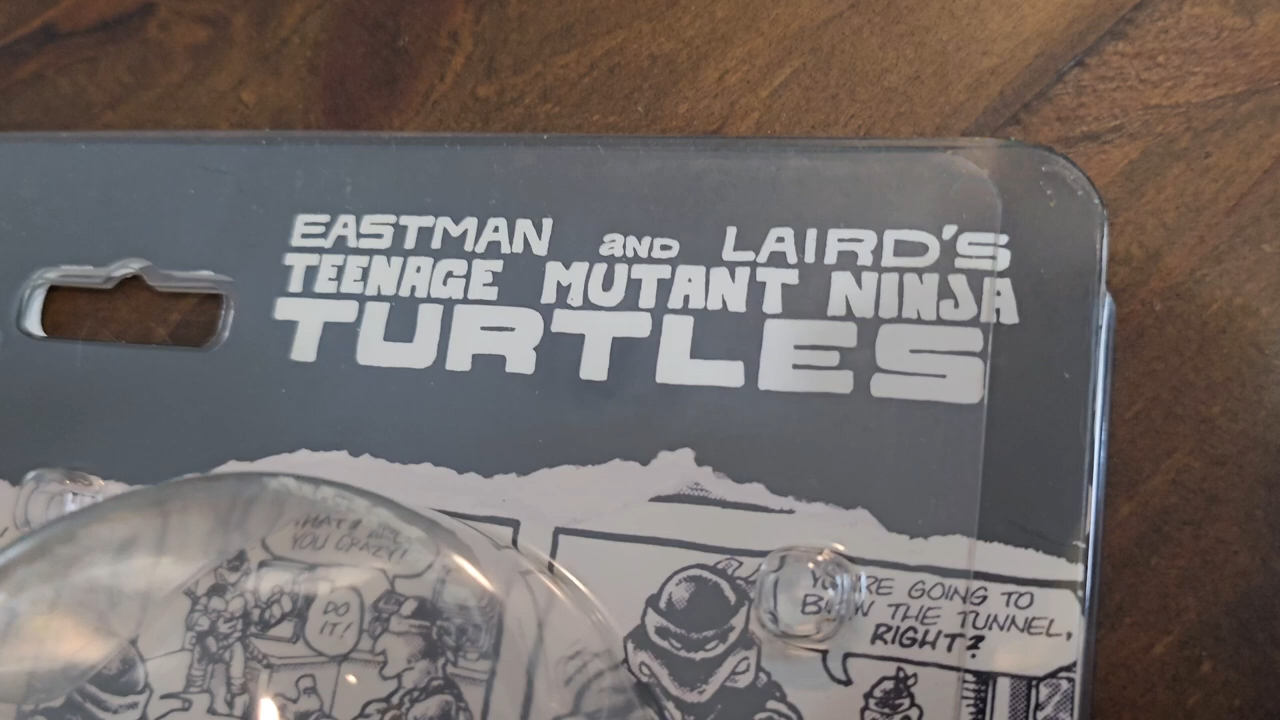 EASTMAN AND LAIRD'S
TEENAGE MUTANT NINJA
TURTLES
YOU CRAZY!
DO
IT!
YOU'RE GOING TO
BLOW THE TUNNEL,
RIGHT?